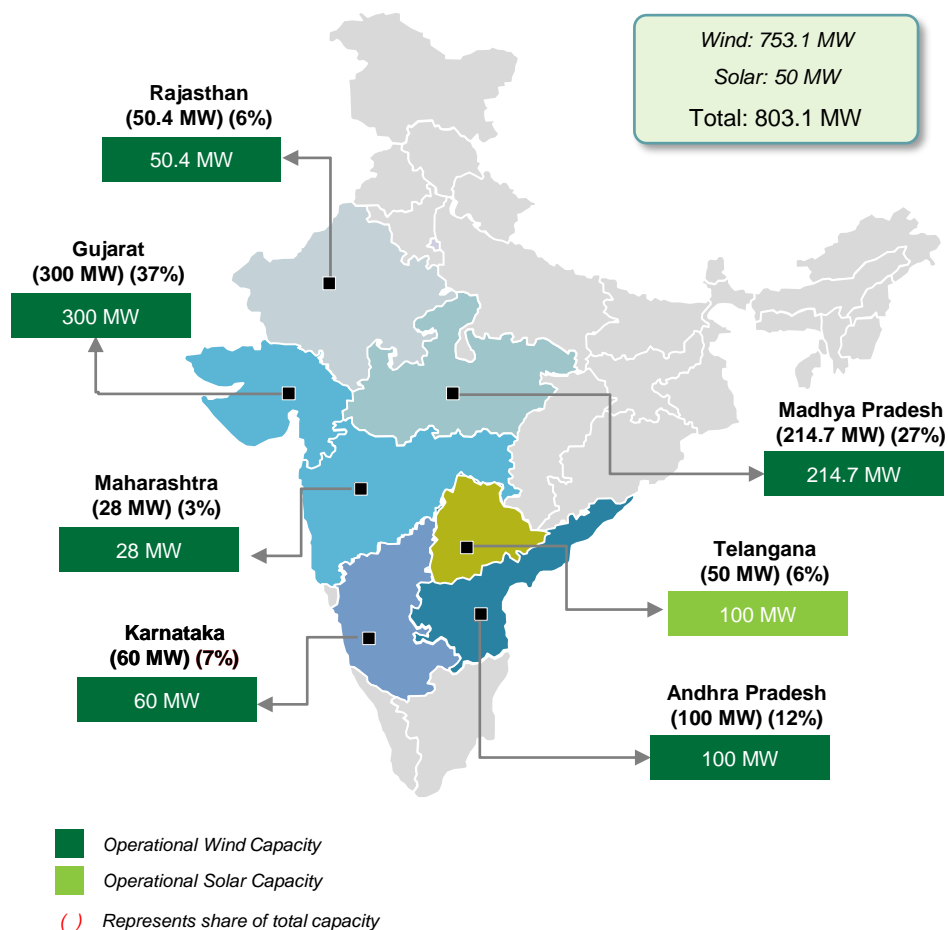 Wind: 753.1 MW
Solar: 50 MW
Total: 803.1 MW
Rajasthan
(50.4 MW) (6%)
50.4 MW
Gujarat
(300 MW) (37%)
300 MW
Madhya Pradesh
(214.7 MW) (27%)
214.7 MW
Maharashtra
(28 MW) (3%)
28 MW
Telangana
(50 MW) (6%)
100 MW
Karnataka
(60 MW) (7%)
60 MW
Andhra Pradesh
(100 MW) (12%)
100 MW
Operational Wind Capacity
Operational Solar Capacity
( ) Represents share of total capacity